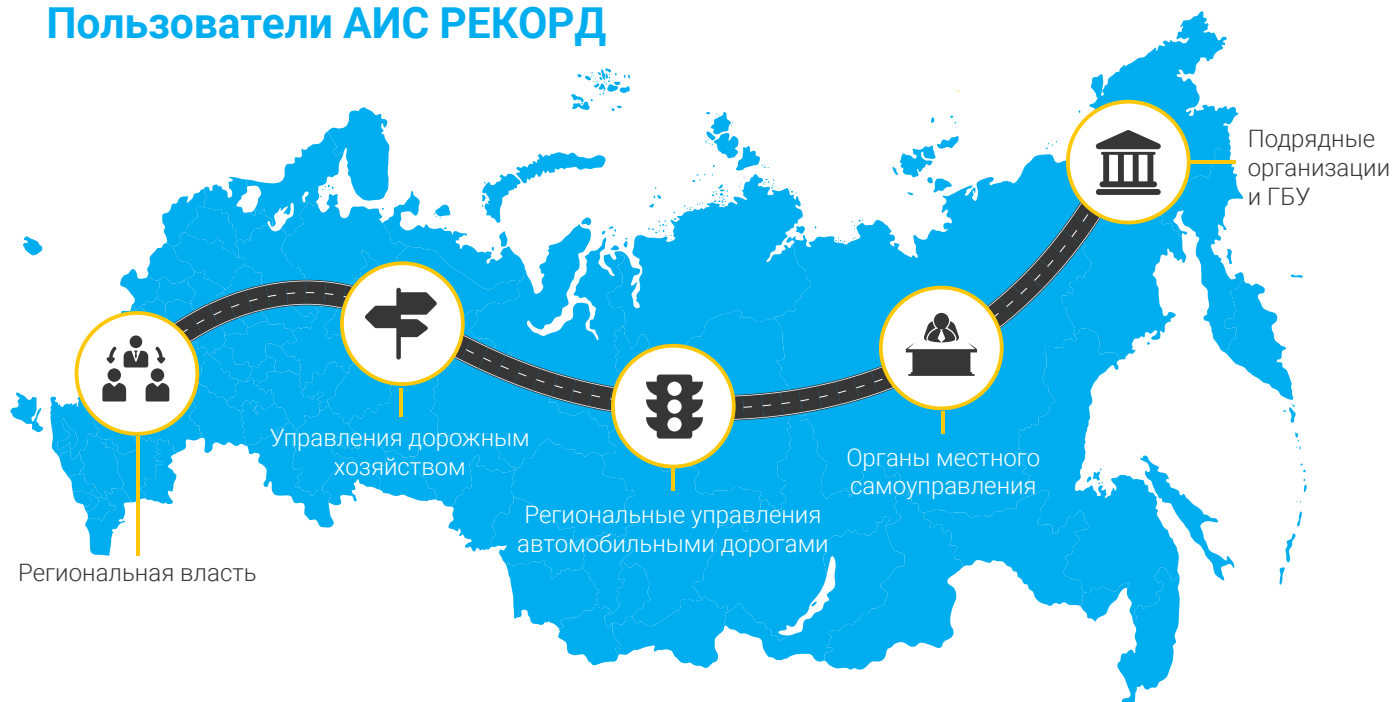 Пользователи АИС РЕКОРД
Подрядные
организации
и ГБУ
Управления дорожным
хозяйством
Органы местного
самоуправления
Региональные управления
автомобильными дорогами
Региональная власть